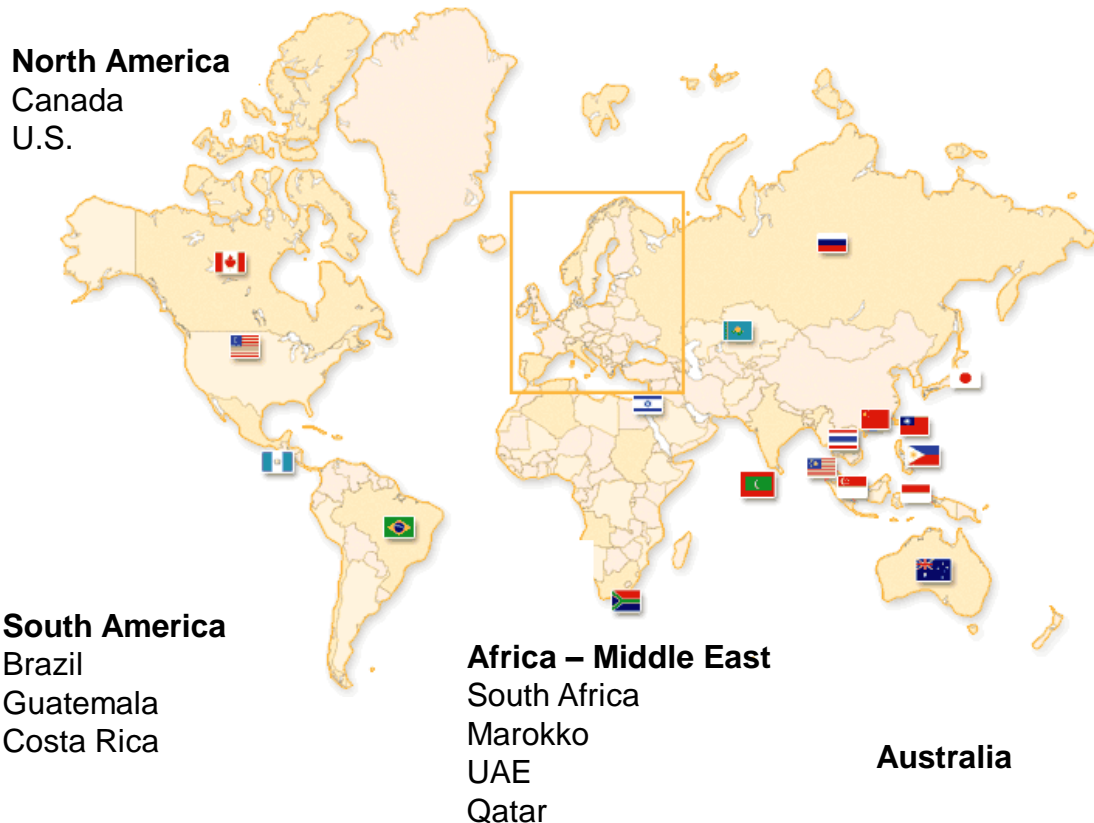 North America
Canada
U.S.
South America
Brazil
Guatemala
Costa Rica
Africa – Middle East
South Africa
Marokko
UAE
Qatar
Australia